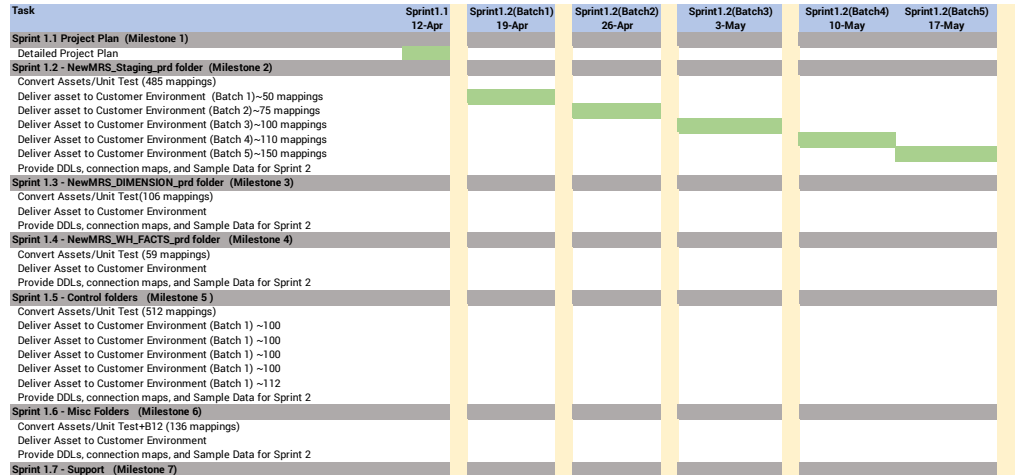 Task Sprint1.1 Sprint1.2(Batch1) Sprint1.2(Batch2) Sprint1.2(Batch3) Sprint1.2(Batch4) Sprint1.2(Batch5)
12-Apr 19-Apr 26-Apr 3-May 10-May 17-May
Sprint 1.1 Project Plan (Milestone 1)
Detailed Project Plan
Sprint 1.2 - NewMRS_Staging_prd folder (Milestone 2)
Convert Assets/Unit Test (485 mappings)
Deliver asset to Customer Environment (Batch 1)~50 mappings
Deliver asset to Customer Environment (Batch 2)~75 mappings
Deliver Asset to Customer Environment (Batch 3)~100 mappings
Deliver Asset to Customer Environment (Batch 4)~110 mappings
Deliver Asset to Customer Environment (Batch 5)~150 mappings
Provide DDLs, connection maps, and Sample Data for Sprint 2
Sprint 1.3 - NewMRS_DIMENSION_prd folder (Milestone 3)
Convert Assets/Unit Test(106 mappings)
Deliver Asset to Customer Environment
Provide DDLs, connection maps, and Sample Data for Sprint 2
Sprint 1.4 - NewMRS_WH_FACTS_prd folder (Milestone 4)
Convert Assets/Unit Test (59 mappings)
Deliver Asset to Customer Environment
Provide DDLs, connection maps, and Sample Data for Sprint 2
Sprint 1.5 - Control folders (Milestone 5 )
Convert Assets/Unit Test (512 mappings)
Deliver Asset to Customer Environment (Batch 1) ~100
Deliver Asset to Customer Environment (Batch 1) ~100
Deliver Asset to Customer Environment (Batch 1) ~100
Deliver Asset to Customer Environment (Batch 1) ~100
Deliver Asset to Customer Environment (Batch 1) ~112
Provide DDLs, connection maps, and Sample Data for Sprint 2
Sprint 1.6 - Misc Folders (Milestone 6)
Convert Assets/Unit Test+B12 (136 mappings)
Deliver Asset to Customer Environment
Provide DDLs, connection maps, and Sample Data for Sprint 2
Sprint 1.7 - Support (Milestone 7)